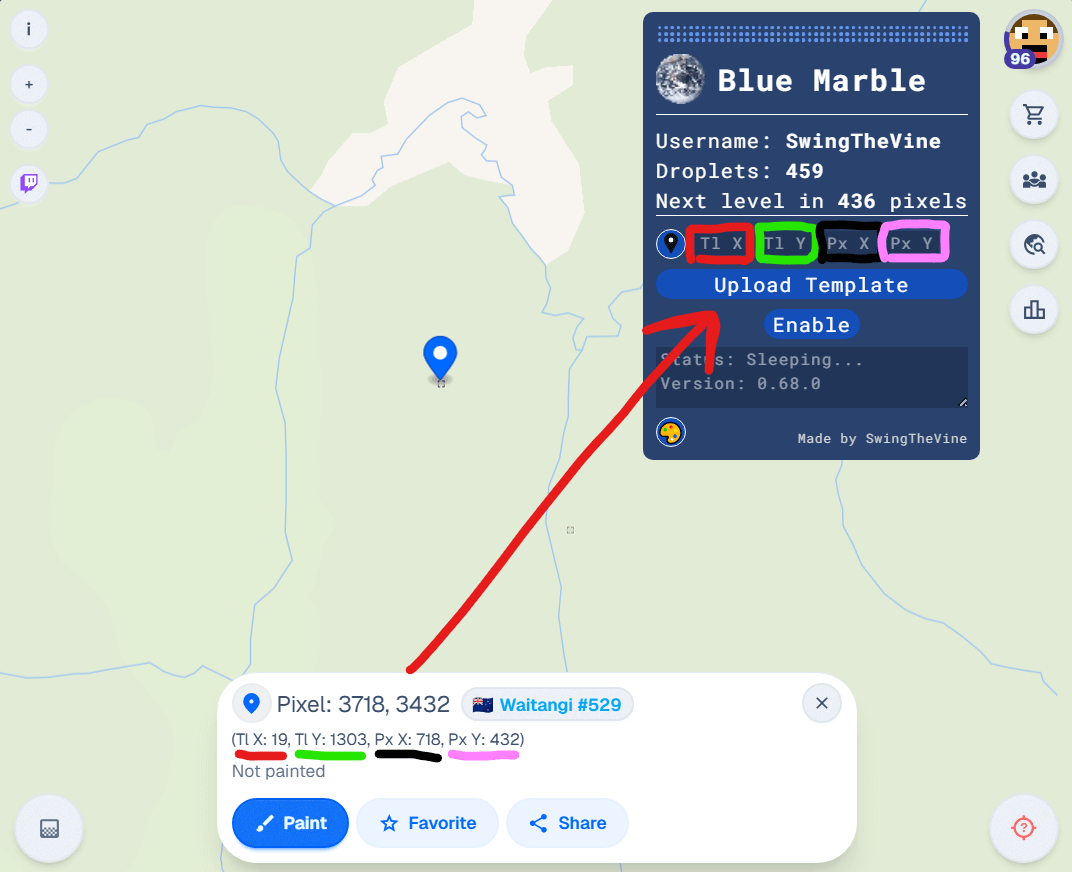 i
+
-
96
Blue Marble
Username: SwingTheVine
Droplets: 459
Next level in 436 pixels
Tl X Tl Y Px X Px Y
Upload Template
Enable
Status: Sleeping...
Version: 0.68.0
Made by SwingTheVine
Pixel: 3718, 3432 Waitangi #529
(Tl X: 19, Tl Y: 1303, Px X: 718, Px Y: 432)
Not painted
Paint Favorite Share
?